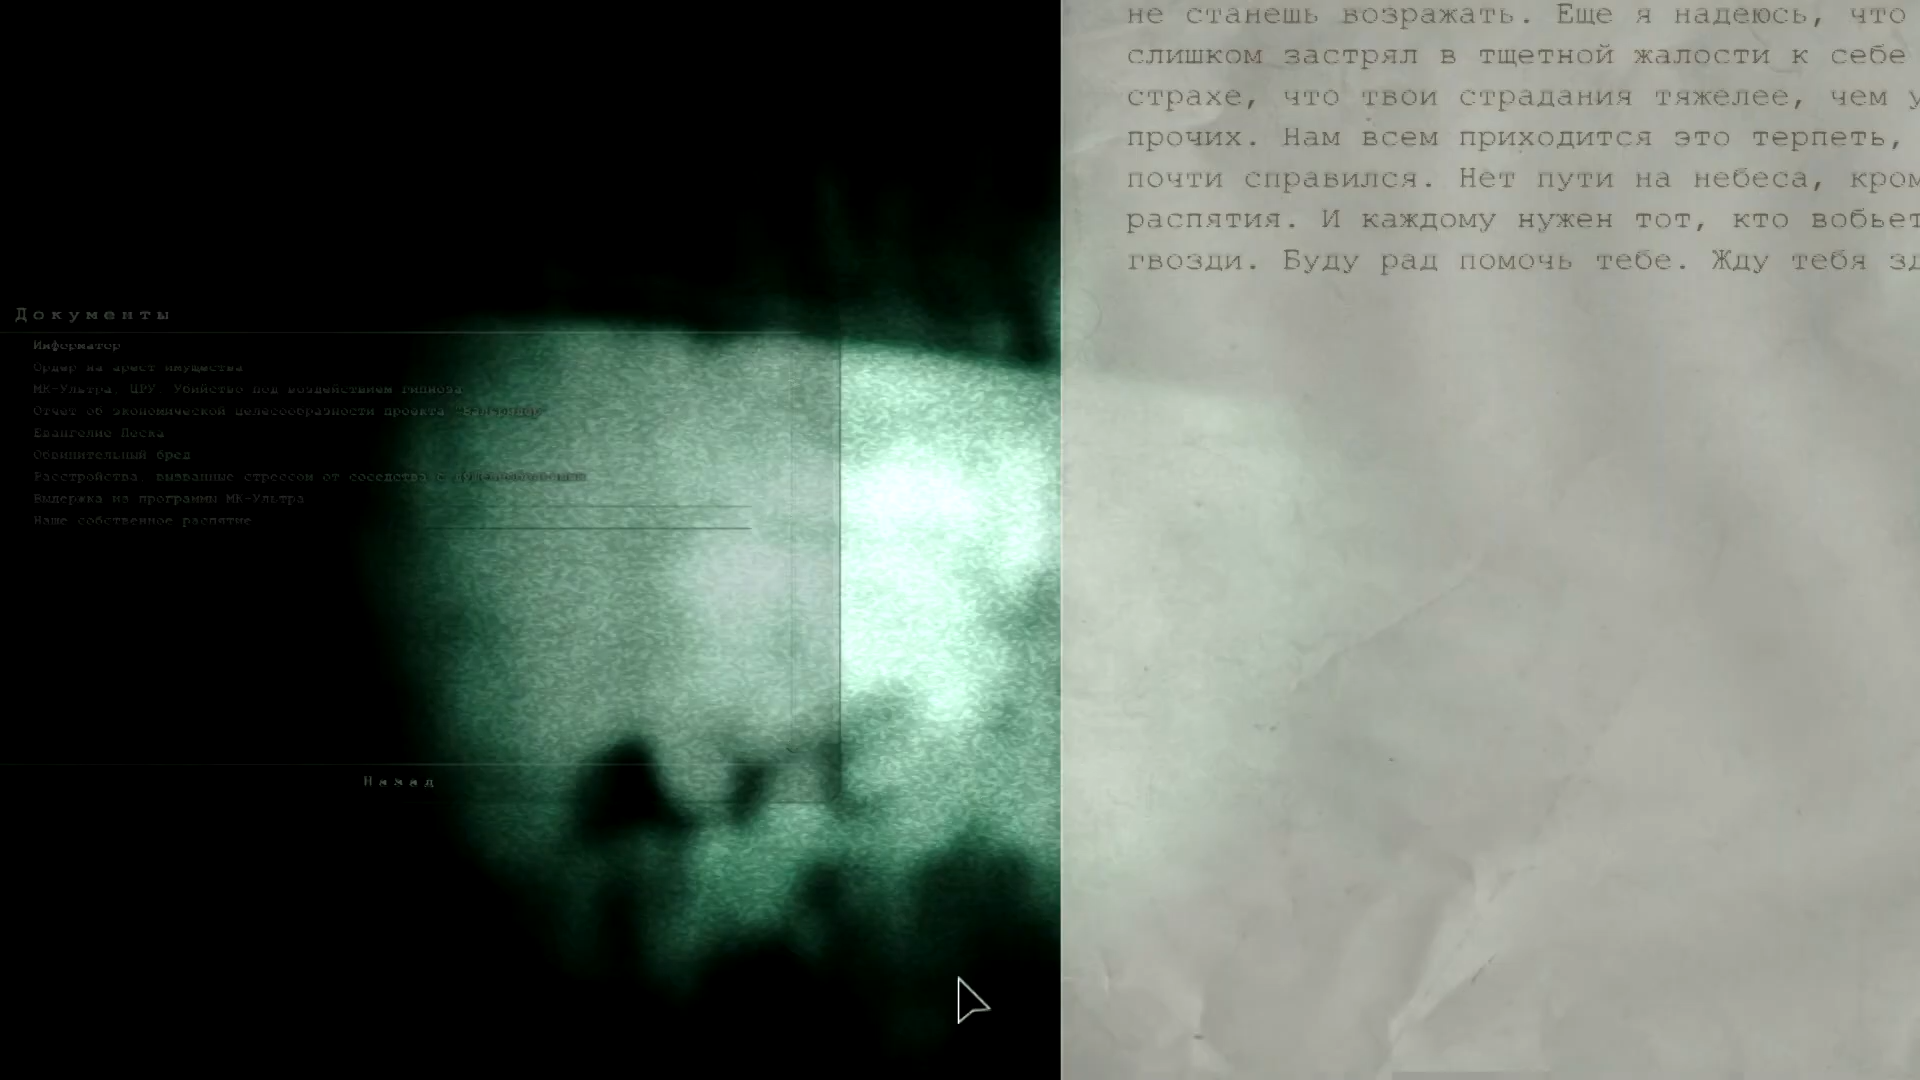 Документы
Информатор
Ордер на арест имущества
МК-Ультра. ЦРУ. Убийство под воздействием гипноза
Отчет об экономической целесообразности проекта "Вальридер"
Евангелие Песка
Обвинительный бред
Расстройства, вызванные стрессом от соседства с душевнобольными
Выдержка из программы МК-Ультра
Наше собственное распятие
Назад
не станешь возражать. Еще я надеюсь, что
слишком застрял в тщетной жалости к себе
страхе, что твои страдания тяжелее, чем у
прочих. Нам всем приходится это терпеть,
почти справился. Нет пути на небеса, кром
распятия. И каждому нужен тот, кто вобьет
гвозди. Буду рад помочь тебе. Жду тебя зд